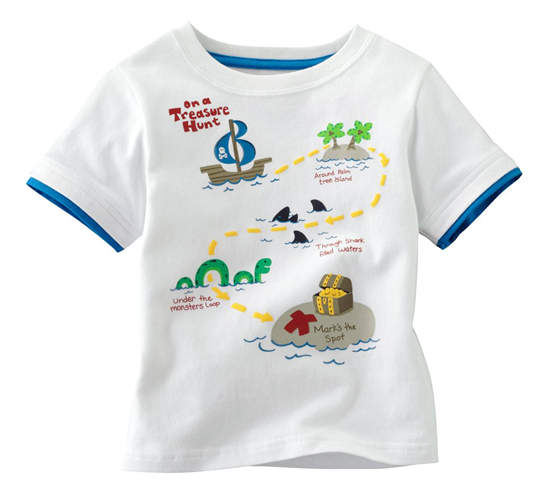 on a
Treasure
Hunt
Around Palm
tree island
Through Shark
filled Waters
Under the
monsters Loop
Mark's the
Spot